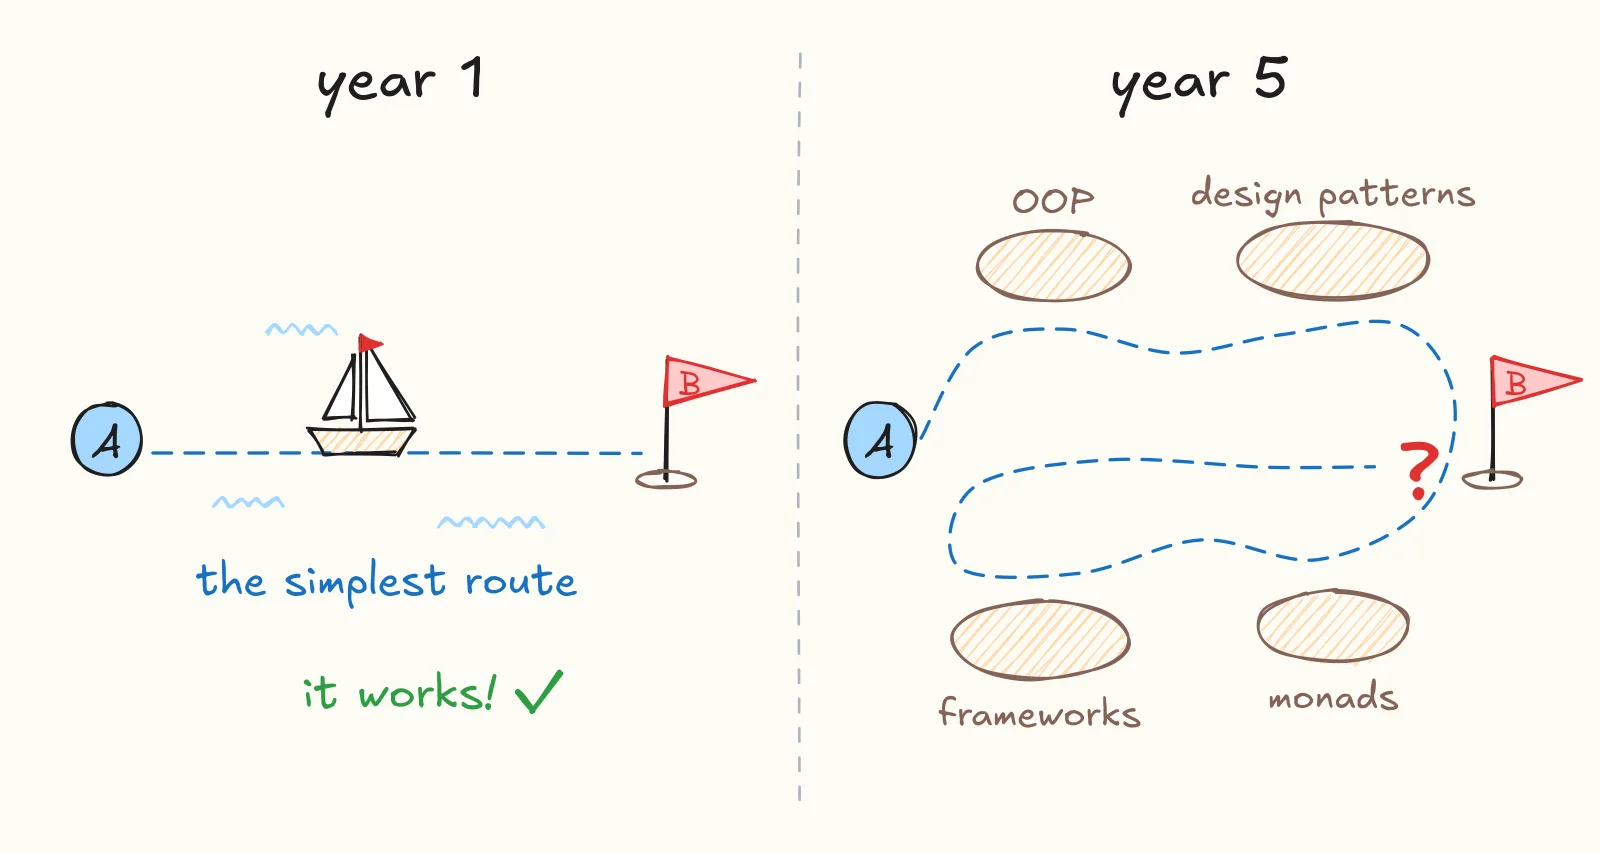 year 1
A
B
the simplest route
it works!
year 5
OOP
design patterns
A
B
?
frameworks
monads